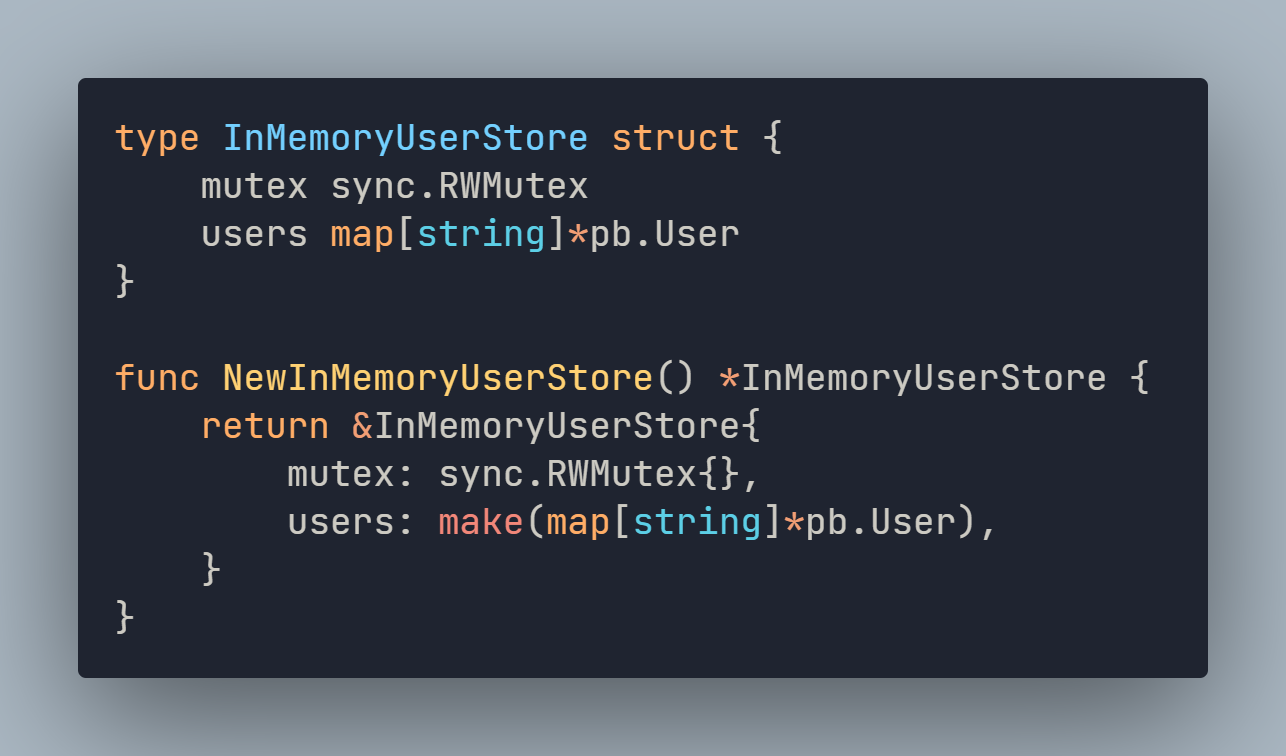 type InMemoryUserStore struct {
    mutex sync.RWMutex
    users map[string]*pb.User
}

func NewInMemoryUserStore() *InMemoryUserStore {
    return &InMemoryUserStore{
        mutex: sync.RWMutex{},
        users: make(map[string]*pb.User),
    }
}